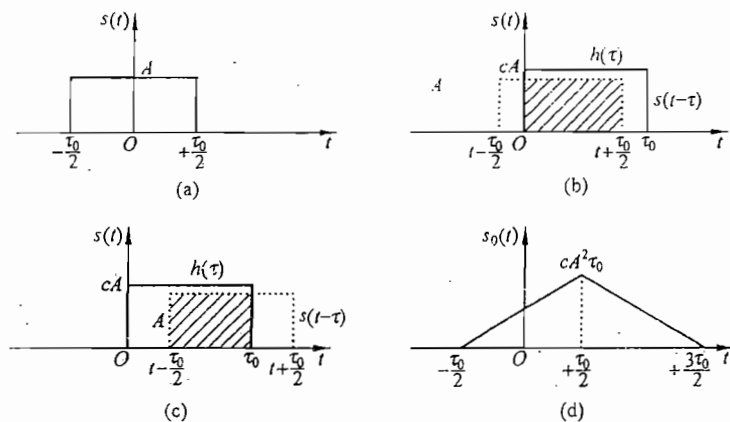 s(t)
A
-τ₀/2
O
+τ₀/2
t
(a)
s(t)
cA
h(τ)
A
s(t-τ)
t-τ₀/2
O
t+τ₀/2
τ₀
t
(b)
s(t)
cA
h(τ)
A
s(t-τ)
O
t-τ₀/2
τ₀
t+τ₀/2
t
(c)
s₀(t)
cA²τ₀
-τ₀/2
O
+τ₀/2
+3τ₀/2
t
(d)